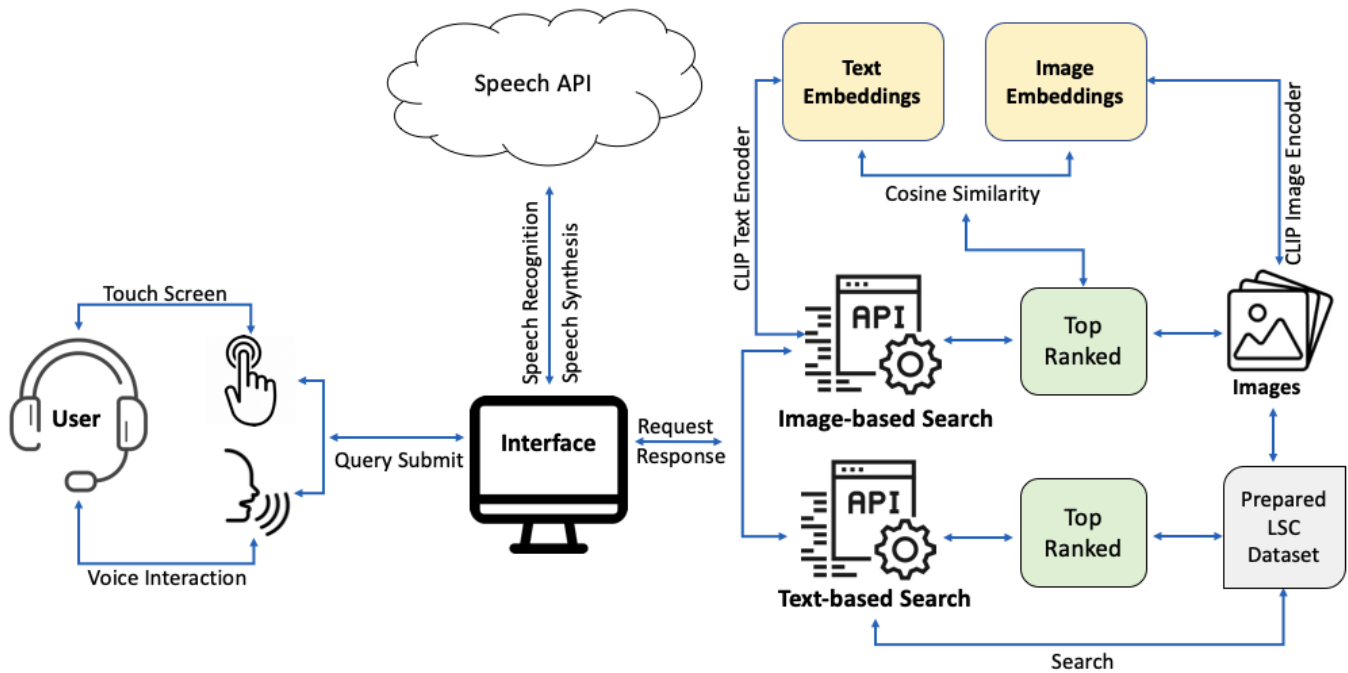 Speech API
Text
Embeddings
Image
Embeddings
CLIP Text Encoder
Cosine Similarity
CLIP Image Encoder
Speech Recognition
Speech Synthesis
Touch Screen
User
Query Submit
Voice Interaction
Interface
Request
Response
API
Image-based Search
Top
Ranked
Images
API
Text-based Search
Top
Ranked
Prepared
LSC
Dataset
Search